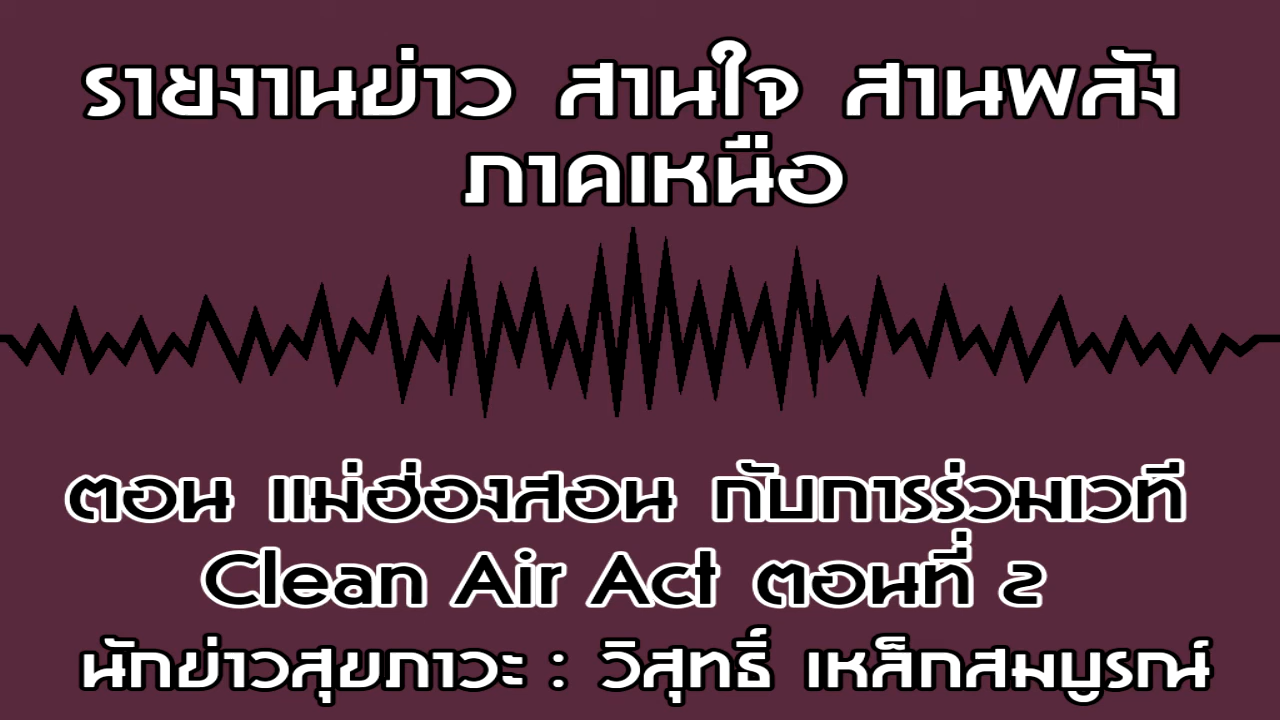 รายงานข่าว สานใจ สานพลัง
ภาคเหนือ
ตอน แม่ฮ่องสอน กับการร่วมเวที
Clean Air Act ตอนที่ 2
นักข่าวสุขภาวะ : วิสุทธิ์ เหล็กสมบูรณ์